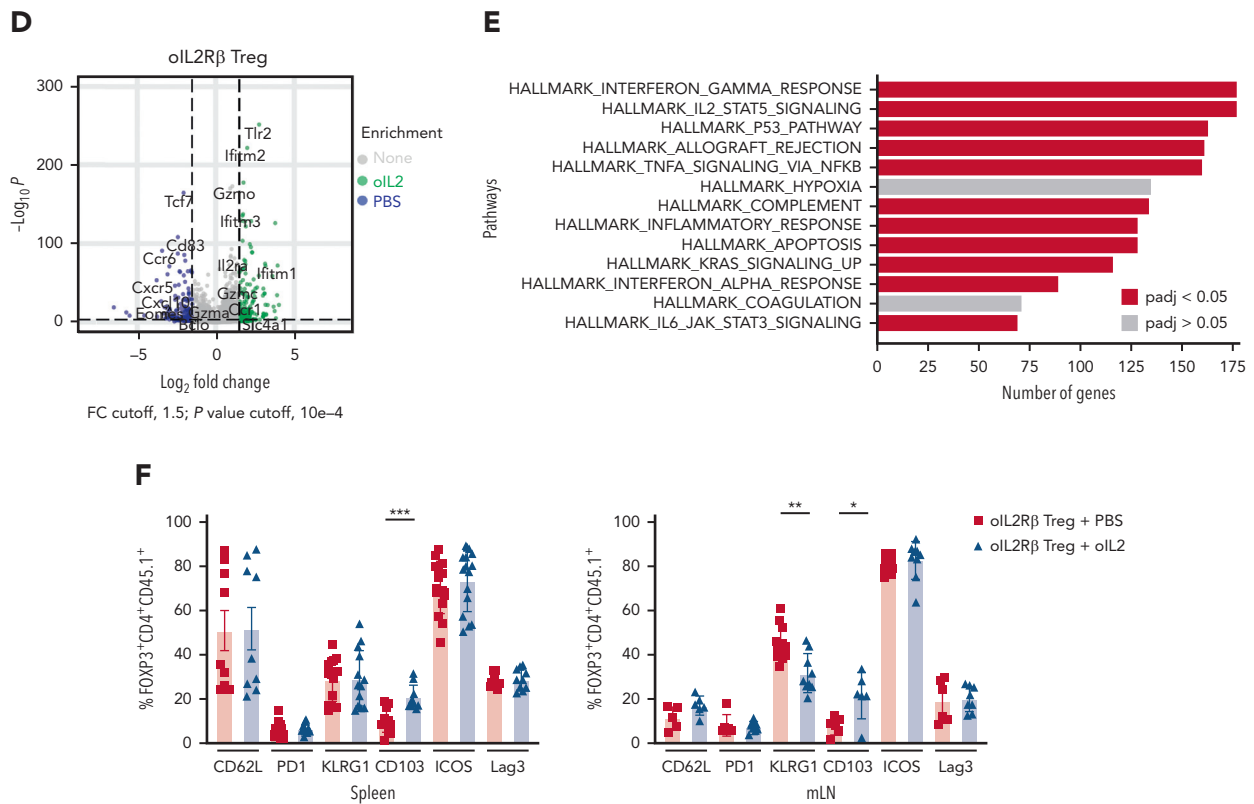 D
oIL2Rβ Treg
300
200
100
0
−Log10 P
Tlr2
Ifitm2
Gzmo
Tcf7
Ifitm3
Cd83
Ccr6
Il2ra
Ifitm1
Cxcr5
Gzmc
Cxcl10
Ccr1
Eomes
Gzma
Slc4a1
−5
0
5
Log2 fold change
FC cutoff, 1.5; P value cutoff, 10e–4
Enrichment
None
oIL2
PBS
E
Pathways
HALLMARK_INTERFERON_GAMMA_RESPONSE
HALLMARK_IL2_STAT5_SIGNALING
HALLMARK_P53_PATHWAY
HALLMARK_ALLOGRAFT_REJECTION
HALLMARK_TNFA_SIGNALING_VIA_NFKB
HALLMARK_HYPOXIA
HALLMARK_COMPLEMENT
HALLMARK_INFLAMMATORY_RESPONSE
HALLMARK_APOPTOSIS
HALLMARK_KRAS_SIGNALING_UP
HALLMARK_INTERFERON_ALPHA_RESPONSE
HALLMARK_COAGULATION
HALLMARK_IL6_JAK_STAT3_SIGNALING
padj < 0.05
padj > 0.05
0 25 50 75 100 125 150 175
Number of genes
F
% FOXP3+CD4+CD45.1+
100
80
60
40
20
0
***
CD62L PD1 KLRG1 CD103 ICOS Lag3
Spleen
% FOXP3+CD4+CD45.1+
100
80
60
40
20
0
** *
CD62L PD1 KLRG1 CD103 ICOS Lag3
mLN
oIL2Rβ Treg + PBS
oIL2Rβ Treg + oIL2